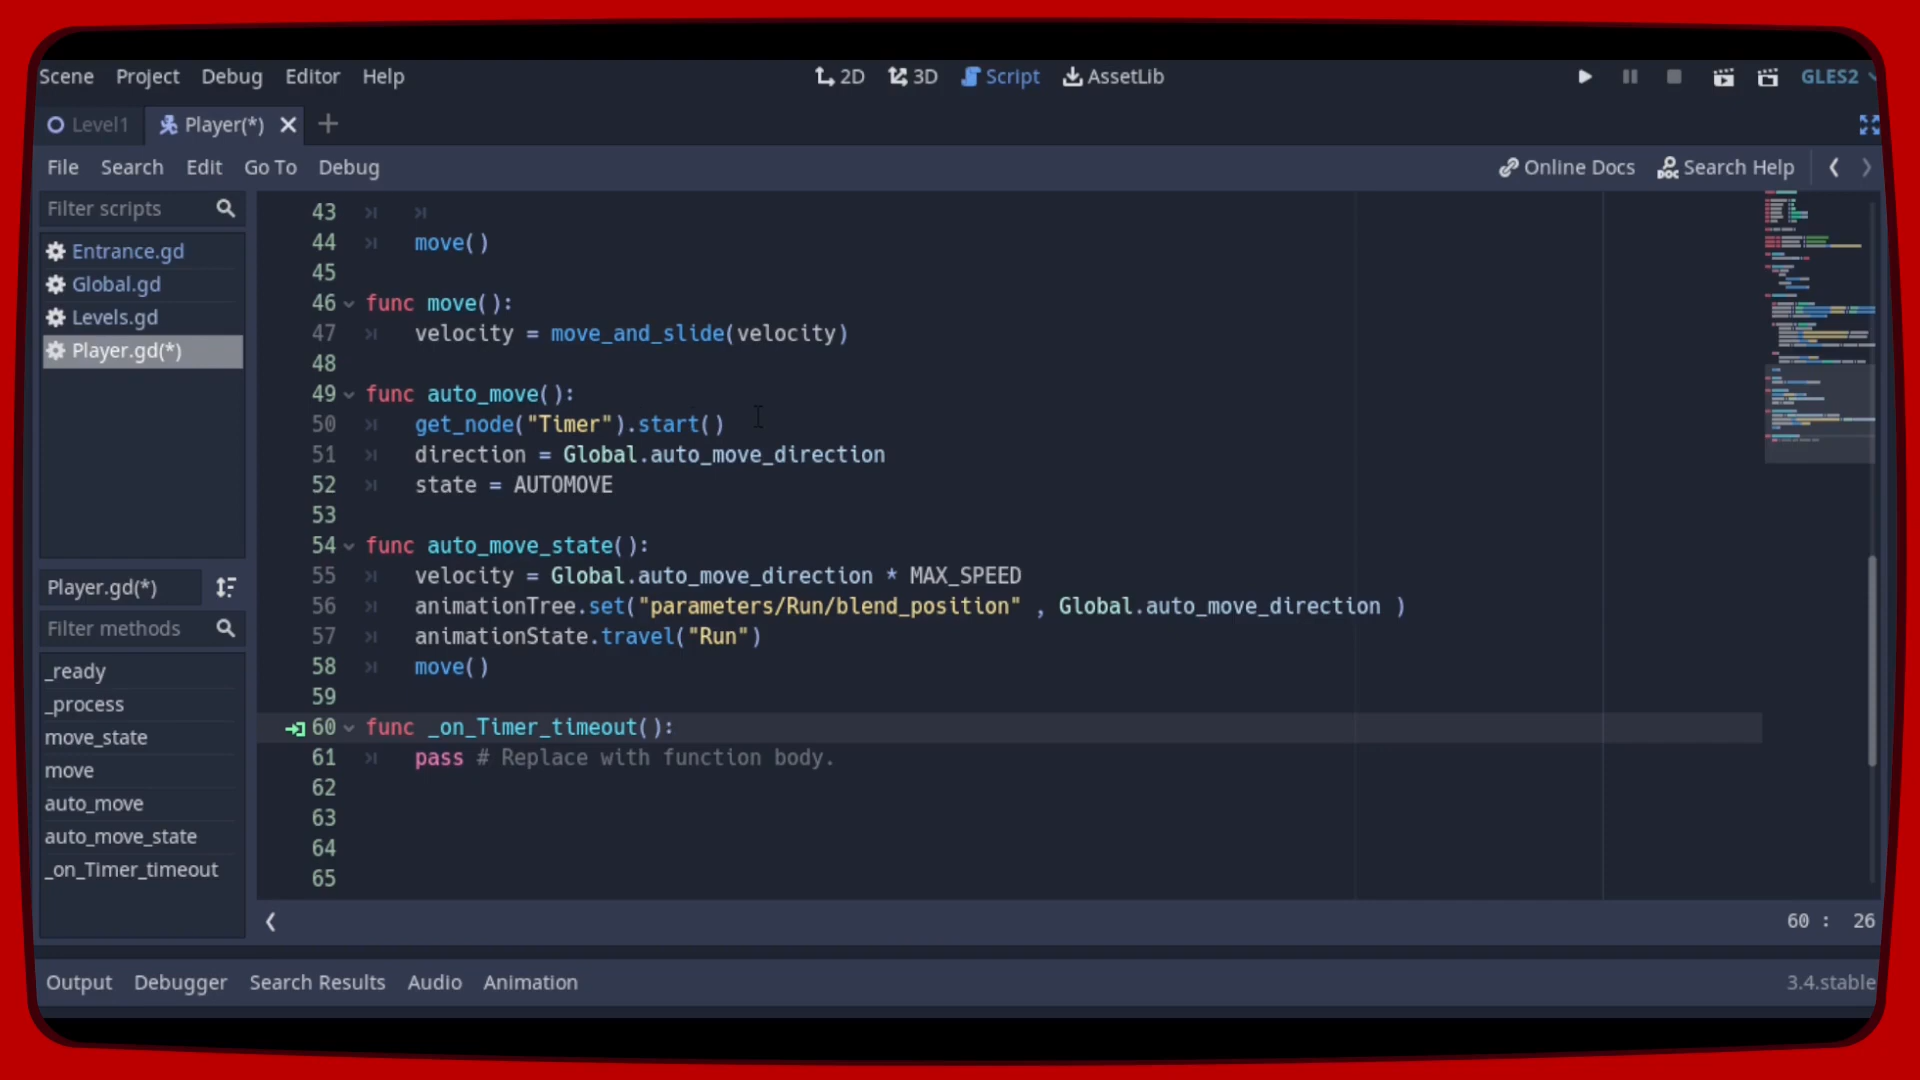 Scene Project Debug Editor Help 2D 3D Script AssetLib GLES2
Level1 Player(*)
File Search Edit Go To Debug Online Docs Search Help
Filter scripts
Entrance.gd
Global.gd
Levels.gd
Player.gd(*)
Player.gd(*)
Filter methods
_ready
_process
move_state
move
auto_move
auto_move_state
_on_Timer_timeout
43
44 move()
45
46 func move():
47 velocity = move_and_slide(velocity)
48
49 func auto_move():
50 get_node("Timer").start()
51 direction = Global.auto_move_direction
52 state = AUTOMOVE
53
54 func auto_move_state():
55 velocity = Global.auto_move_direction * MAX_SPEED
56 animationTree.set("parameters/Run/blend_position" , Global.auto_move_direction )
57 animationState.travel("Run")
58 move()
59
60 func _on_Timer_timeout():
61 pass # Replace with function body.
62
63
64
65
60 : 26
Output Debugger Search Results Audio Animation 3.4.stable